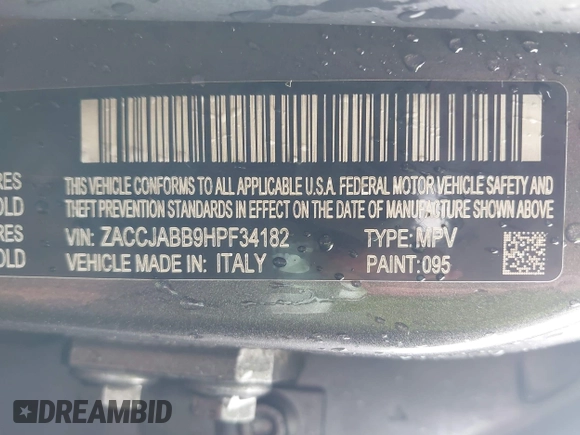 THIS VEHICLE CONFORMS TO ALL APPLICABLE U.S.A. FEDERAL MOTOR VEHICLE SAFETY AND
THEFT PREVENTION STANDARDS IN EFFECT ON THE DATE OF MANUFACTURE SHOWN ABOVE
VIN: ZACCJABB9HPF34182 TYPE: MPV
VEHICLE MADE IN: ITALY PAINT: 095
RES
OLD
RES
OLD
DREAMBID